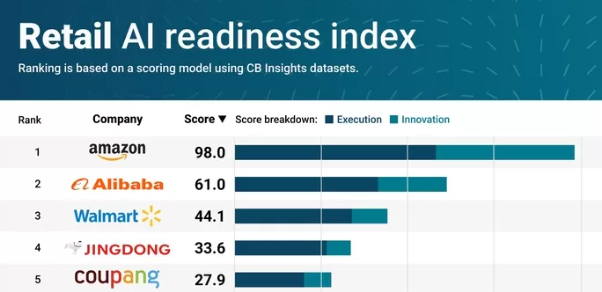 Retail AI readiness index
Ranking is based on a scoring model using CB Insights datasets.
Rank Company Score ▼ Score breakdown: Execution Innovation
1 amazon 98.0
2 Alibaba 61.0
3 Walmart 44.1
4 JINGDONG 33.6
5 coupang 27.9